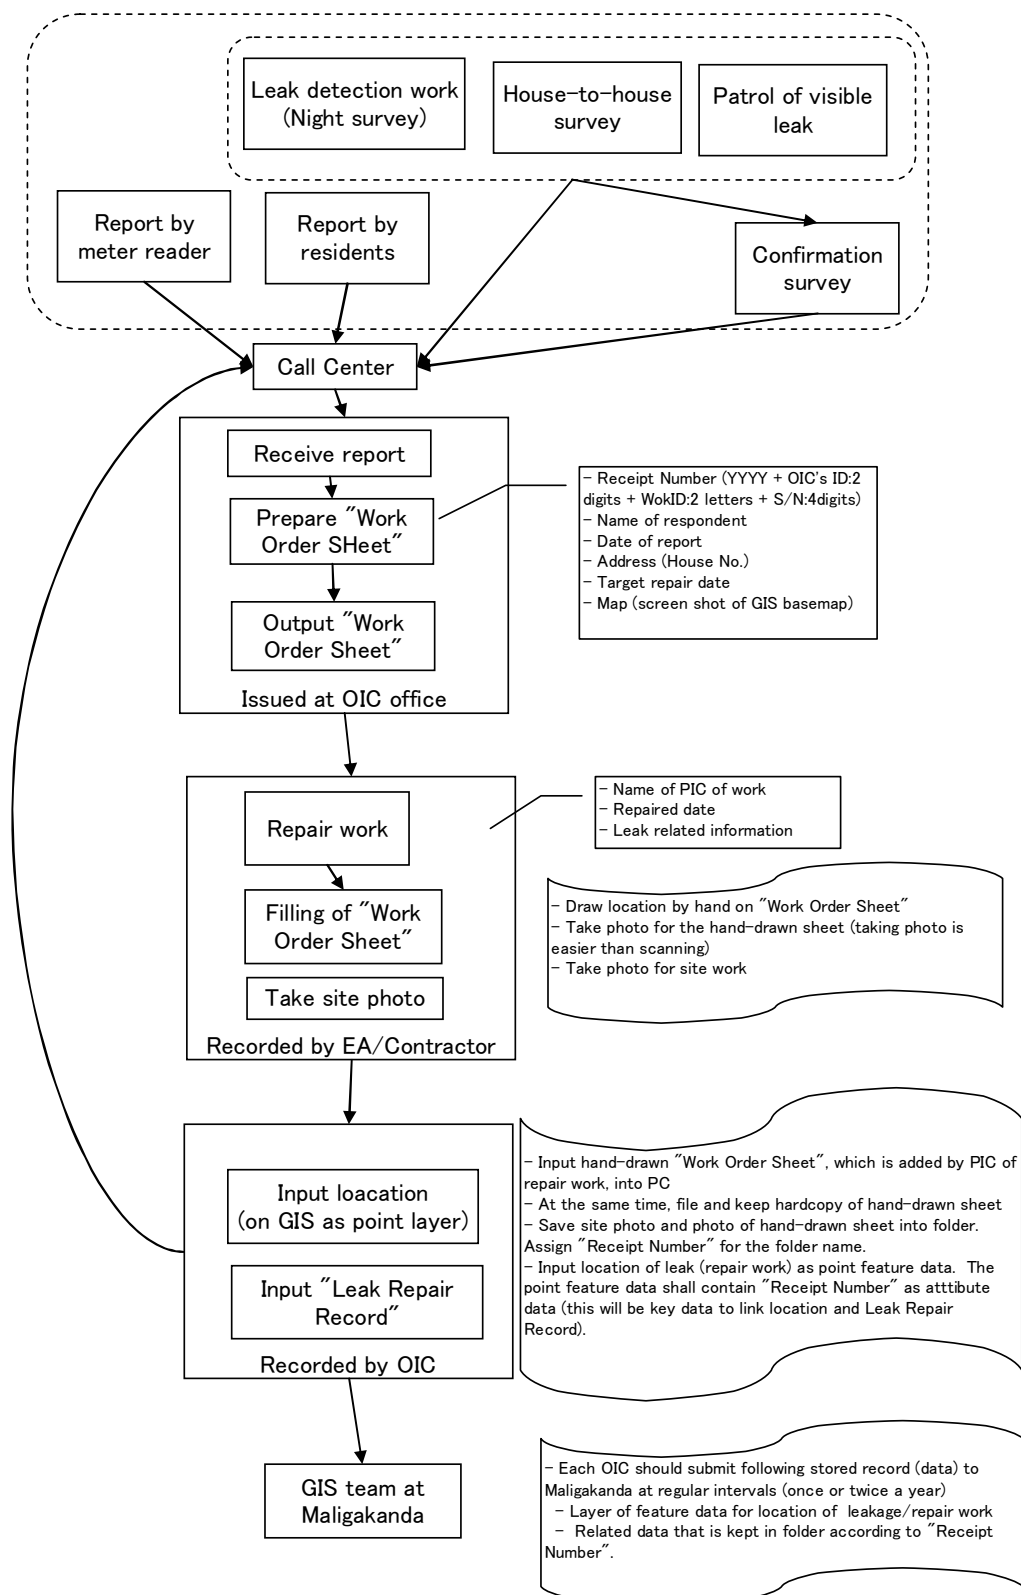 Leak detection work
(Night survey)
House-to-house
survey
Patrol of visible
leak
Report by
meter reader
Report by
residents
Confirmation
survey
Call Center
Receive report
Prepare "Work
Order SHeet"
Output "Work
Order Sheet"
Issued at OIC office
- Receipt Number (YYYY + OIC's ID:2
digits + WokID:2 letters + S/N:4digits)
- Name of respondent
- Date of report
- Address (House No.)
- Target repair date
- Map (screen shot of GIS basemap)
Repair work
Filling of "Work
Order Sheet"
Take site photo
Recorded by EA/Contractor
- Name of PIC of work
- Repaired date
- Leak related information
- Draw location by hand on "Work Order Sheet"
- Take photo for the hand-drawn sheet (taking photo is
easier than scanning)
- Take photo for site work
Input loacation
(on GIS as point layer)
Input "Leak Repair
Record"
Recorded by OIC
- Input hand-drawn "Work Order Sheet", which is added by PIC of
repair work, into PC
- At the same time, file and keep hardcopy of hand-drawn sheet
- Save site photo and photo of hand-drawn sheet into folder.
Assign "Receipt Number" for the folder name.
- Input location of leak (repair work) as point feature data.  The
point feature data shall contain "Receipt Number" as atttibute
data (this will be key data to link location and Leak Repair
Record).
GIS team at
Maligakanda
- Each OIC should submit following stored record (data) to
Maligakanda at regular intervals (once or twice a year)
- Layer of feature data for location of  leakage/repair work
-  Related data that is kept in folder according to "Receipt
Number".